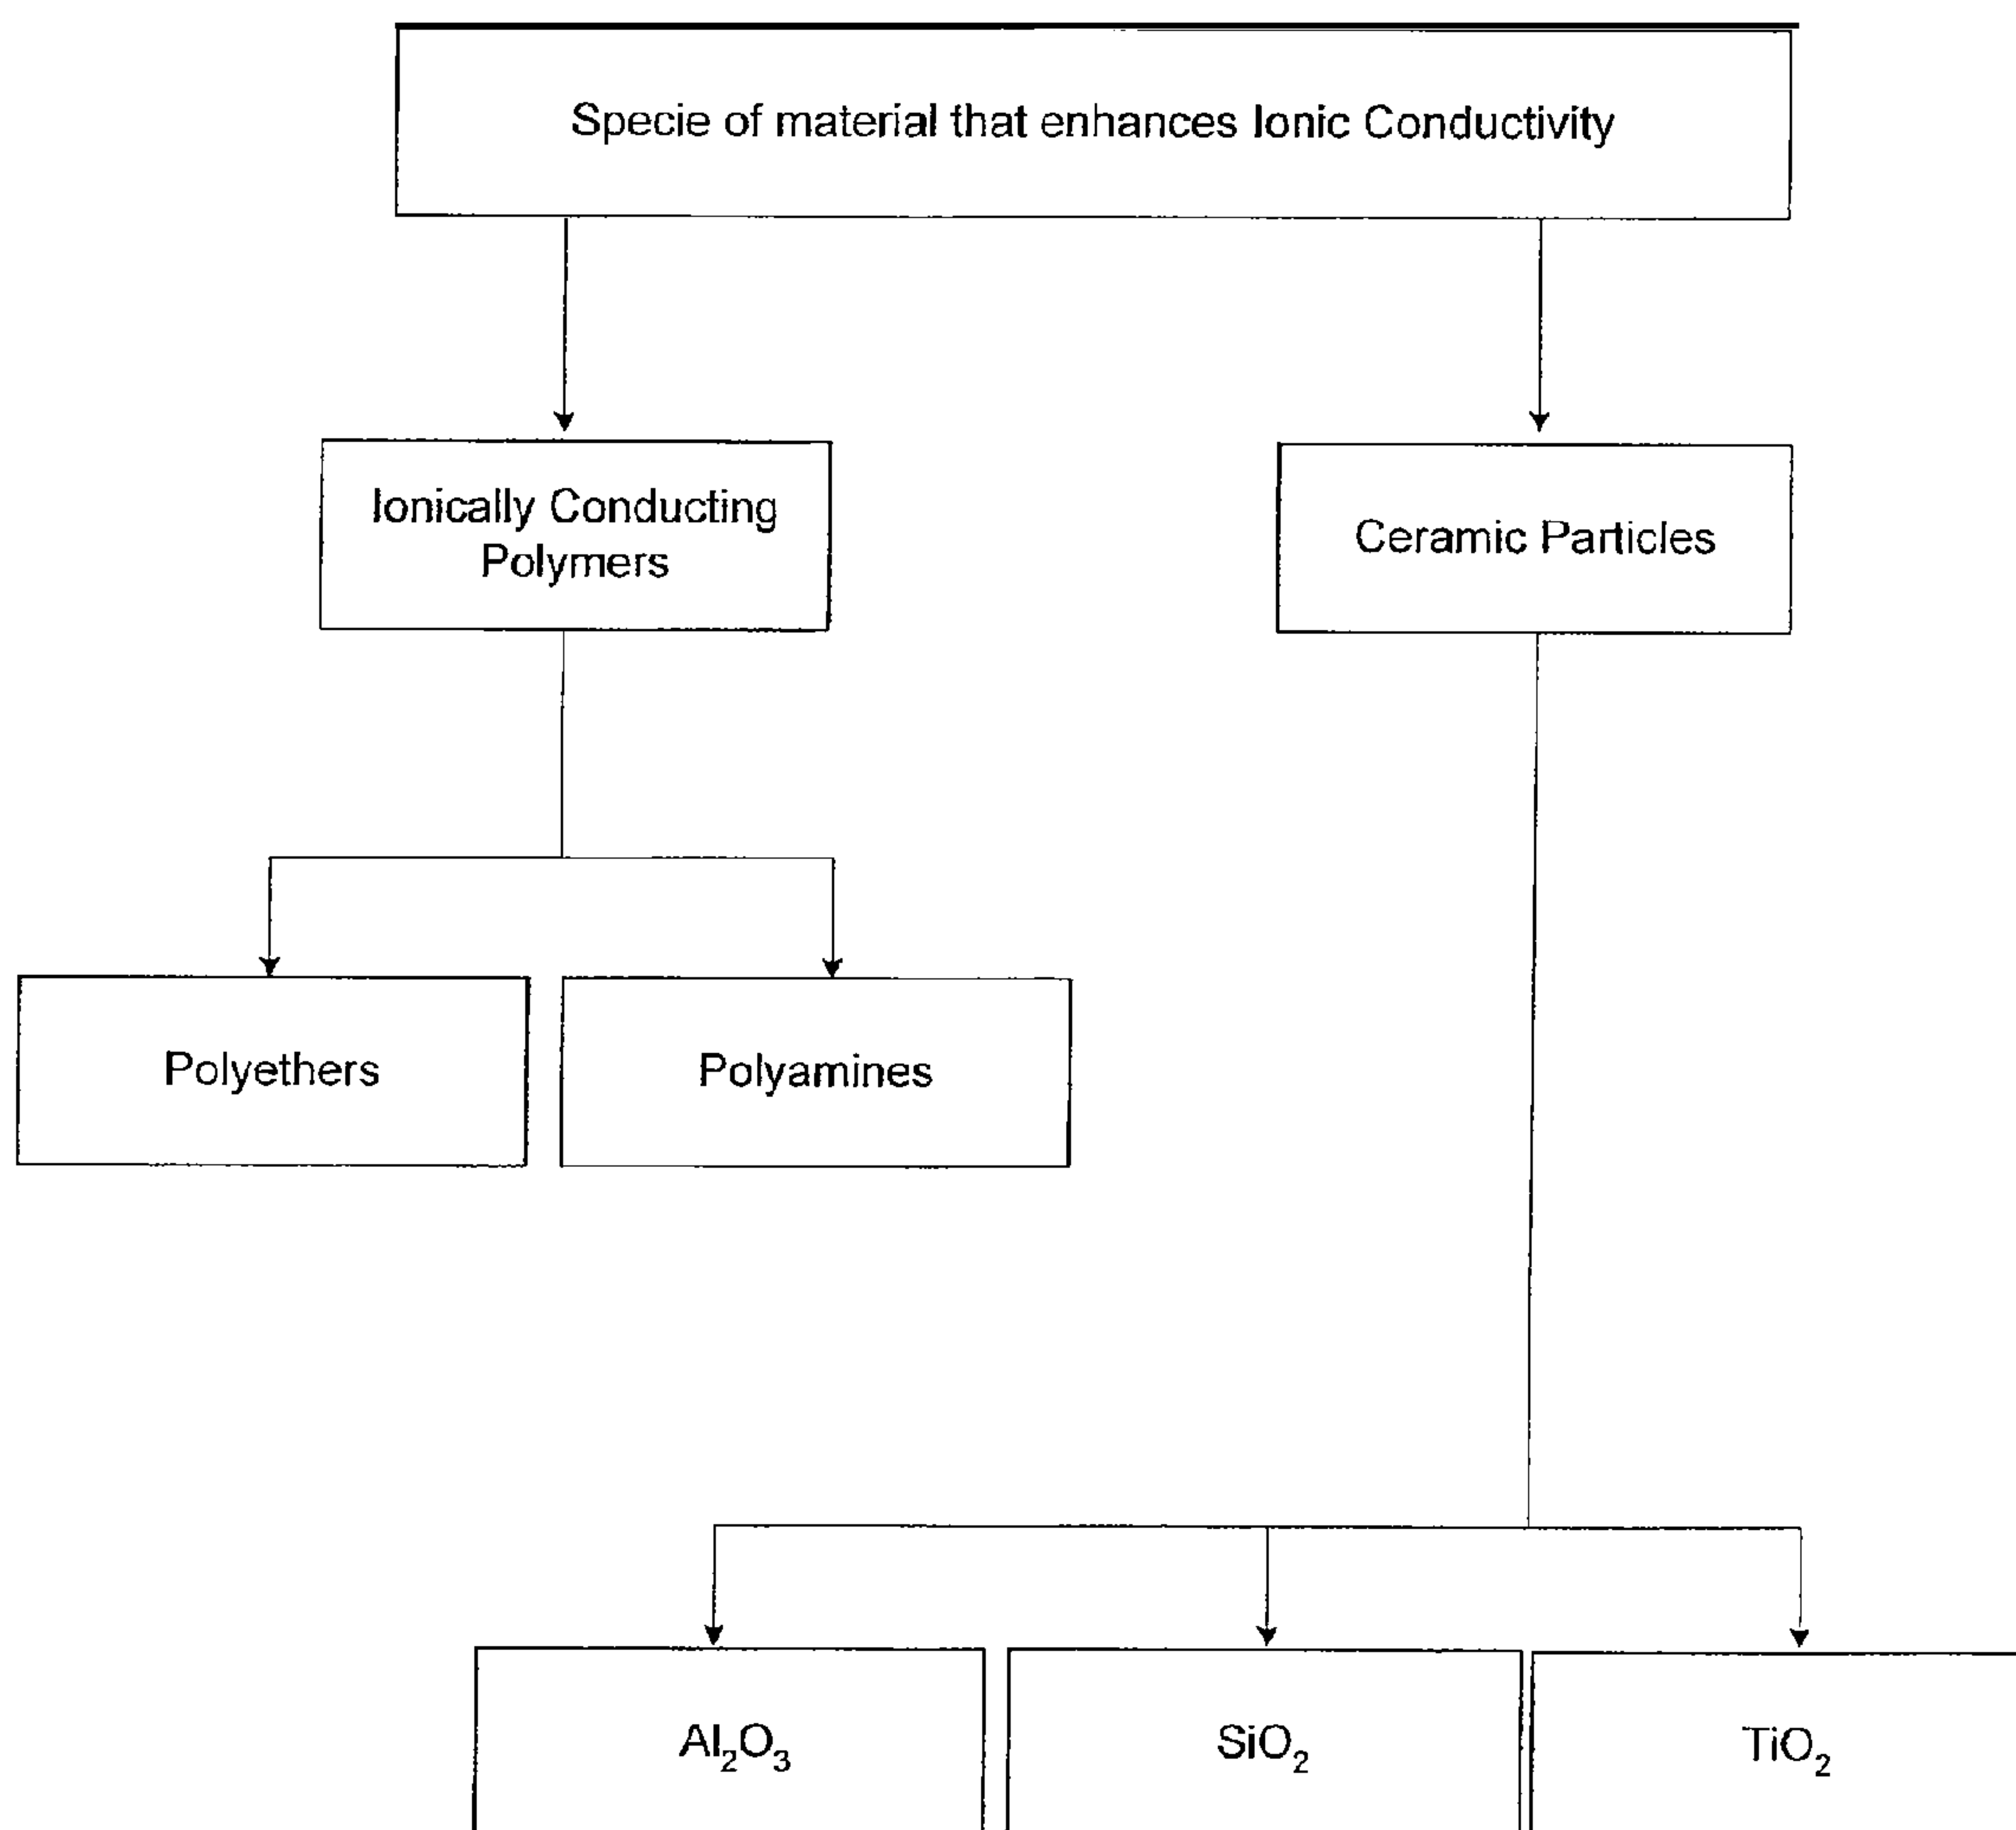 Specie of material that enhances Ionic Conductivity
Ionically Conducting
Polymers
Ceramic Particles
Polyethers
Polyamines
Al₂O₃
SiO₂
TiO₂